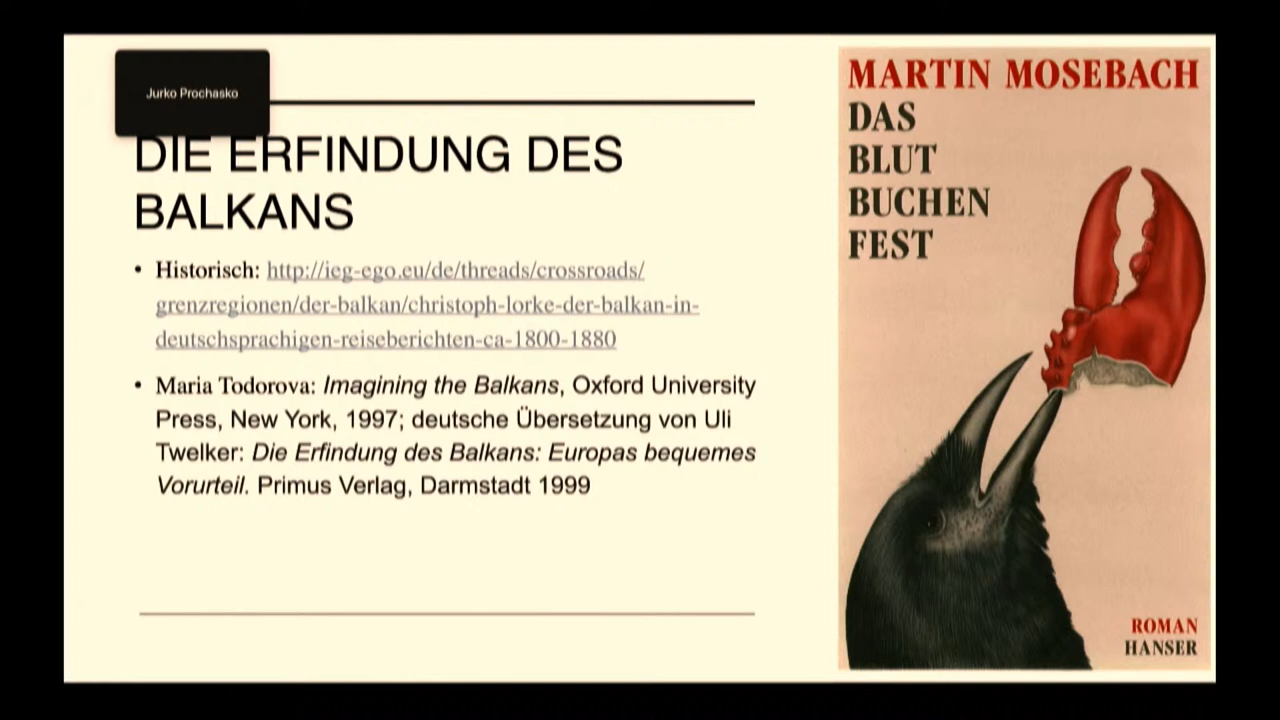 Jurko Prochasko
DIE ERFINDUNG DES
BALKANS
• Historisch: http://ieg-ego.eu/de/threads/crossroads/
grenzregionen/der-balkan/christoph-lorke-der-balkan-in-
deutschsprachigen-reiseberichten-ca-1800-1880
• Maria Todorova: Imagining the Balkans, Oxford University
Press, New York, 1997; deutsche Übersetzung von Uli
Twelker: Die Erfindung des Balkans: Europas bequemes
Vorurteil. Primus Verlag, Darmstadt 1999
MARTIN MOSEBACH
DAS
BLUT
BUCHEN
FEST
ROMAN
HANSER